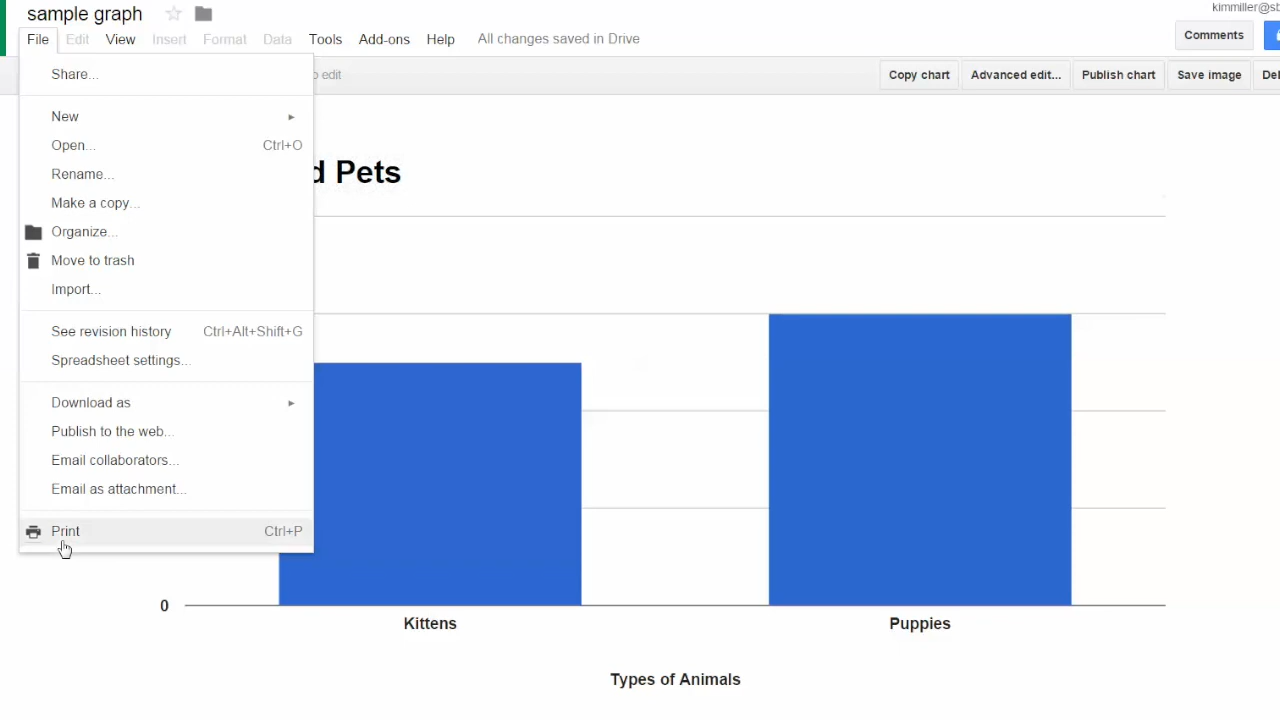 sample graph
kimmiller@sb
File Edit View Insert Format Data Tools Add-ons Help All changes saved in Drive
Comments
Share...
edit
Copy chart Advanced edit... Publish chart Save image
New
Open... Ctrl+O
Rename...
d Pets
Make a copy...
Organize...
Move to trash
Import...
See revision history Ctrl+Alt+Shift+G
Spreadsheet settings...
Download as
Publish to the web...
Email collaborators...
Email as attachment...
Print Ctrl+P
0
Kittens Puppies
Types of Animals